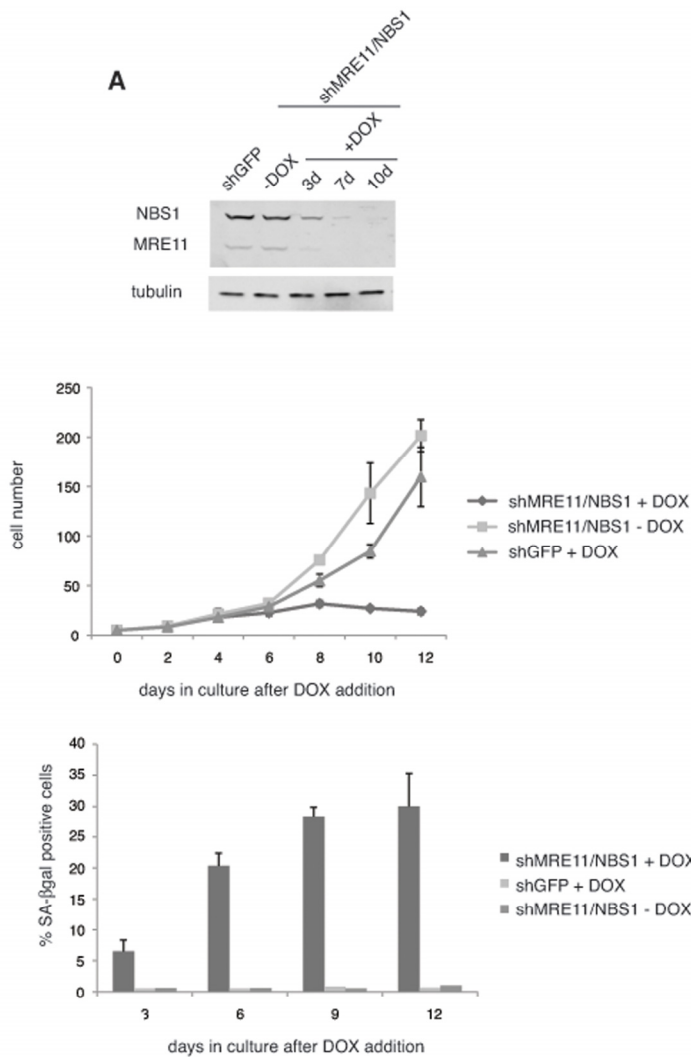 A
shMRE11/NBS1
+DOX
shGFP
-DOX
3d
7d
10d
NBS1
MRE11
tubulin
250
200
150
100
50
0
cell number
0 2 4 6 8 10 12
days in culture after DOX addition
shMRE11/NBS1 + DOX
shMRE11/NBS1 - DOX
shGFP + DOX
40
35
30
25
20
15
10
5
0
% SA-βgal positive cells
3 6 9 12
days in culture after DOX addition
shMRE11/NBS1 + DOX
shGFP + DOX
shMRE11/NBS1 - DOX